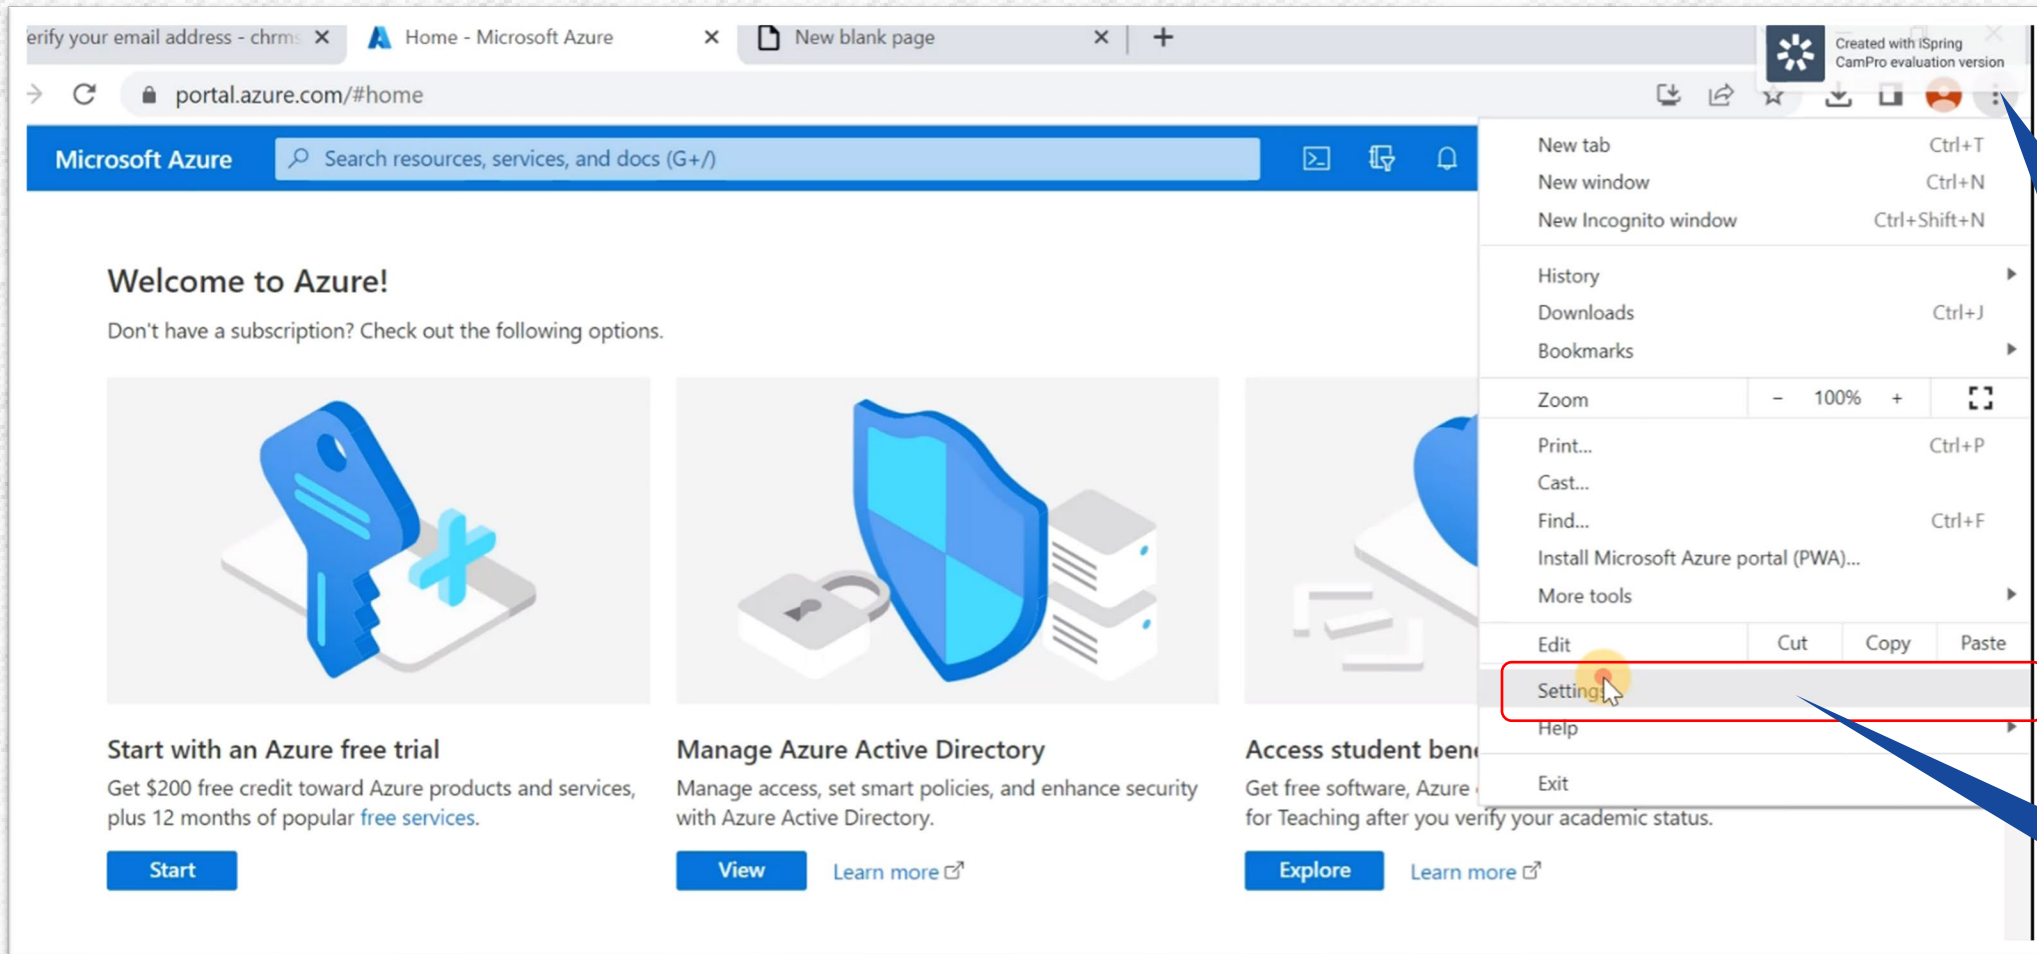 erify your email address - chrms
Home - Microsoft Azure
New blank page
Created with iSpring
CamPro evaluation version
portal.azure.com/#home
Microsoft Azure
Search resources, services, and docs (G+/)
New tab Ctrl+T
New window Ctrl+N
New Incognito window Ctrl+Shift+N
History
Downloads Ctrl+J
Bookmarks
Zoom - 100% +
Print... Ctrl+P
Cast...
Find... Ctrl+F
Install Microsoft Azure portal (PWA)...
More tools
Edit Cut Copy Paste
Settings
Help
Exit
Welcome to Azure!
Don't have a subscription? Check out the following options.
Start with an Azure free trial
Get $200 free credit toward Azure products and services,
plus 12 months of popular free services.
Start
Manage Azure Active Directory
Manage access, set smart policies, and enhance security
with Azure Active Directory.
View Learn more
Access student bene
Get free software, Azure
for Teaching after you verify your academic status.
Explore Learn more